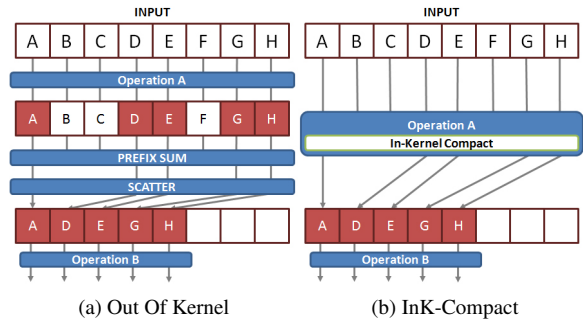 INPUT
A B C D E F G H
Operation A
A B C D E F G H
PREFIX SUM
SCATTER
A D E G H
Operation B
(a) Out Of Kernel
INPUT
A B C D E F G H
Operation A
In-Kernel Compact
A D E G H
Operation B
(b) InK-Compact